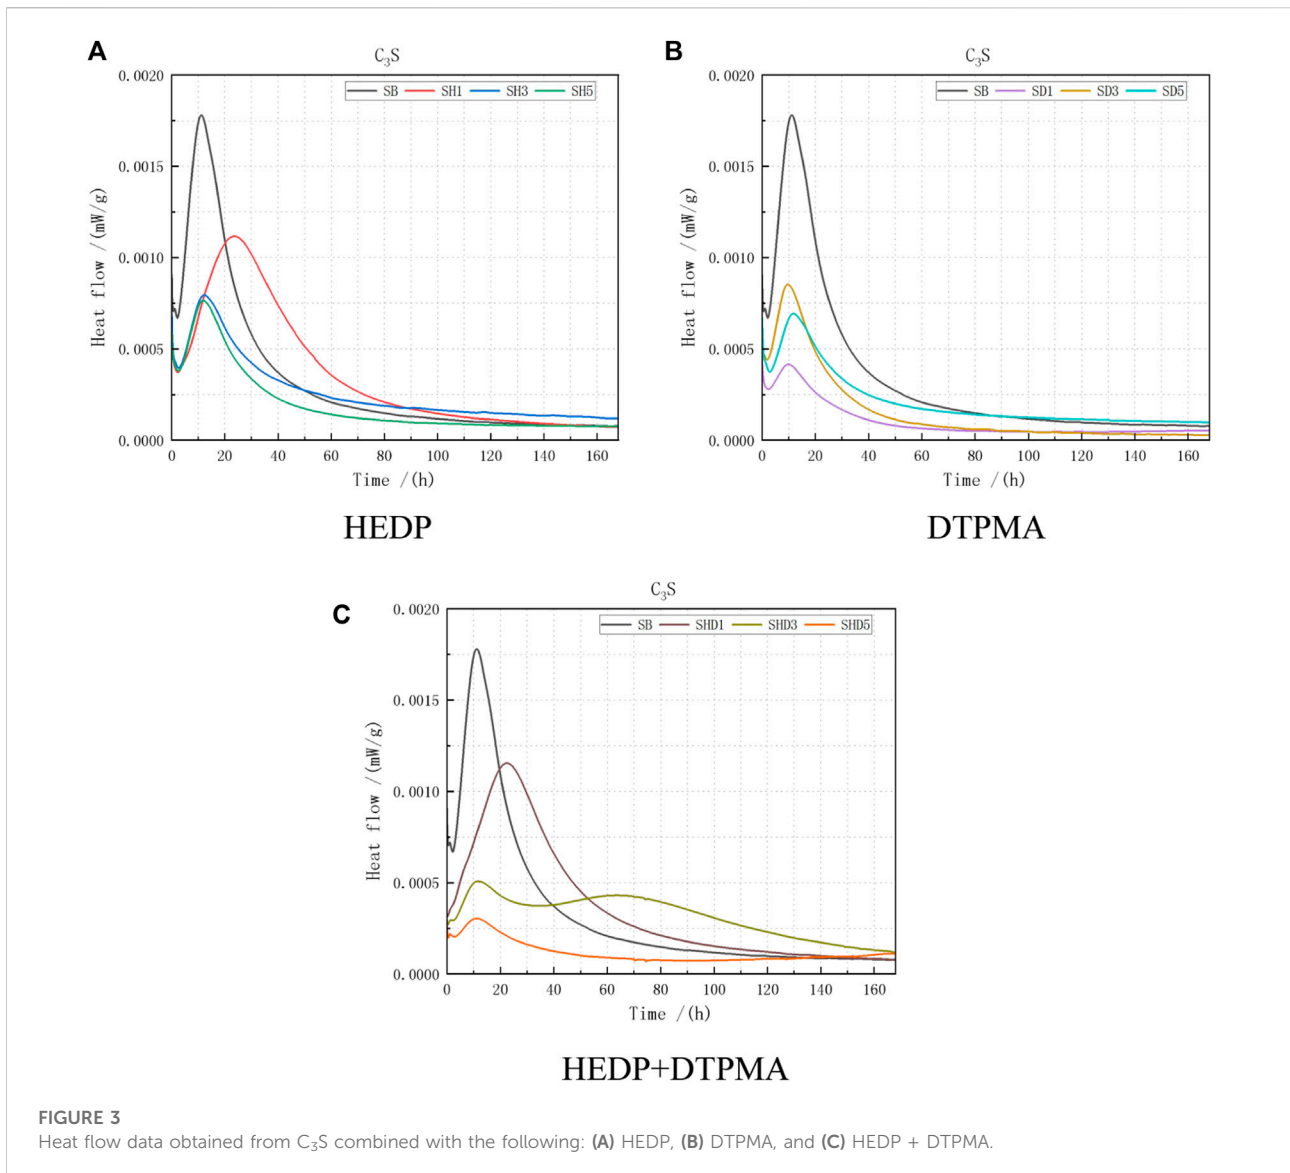 A
C₃S
SB SH1 SH3 SH5
0.0020
0.0015
0.0010
0.0005
0.0000
Heat flow /(mW/g)
0 20 40 60 80 100 120 140 160
Time /(h)
HEDP
B
C₃S
SB SD1 SD3 SD5
0.0020
0.0015
0.0010
0.0005
0.0000
Heat flow /(mW/g)
0 20 40 60 80 100 120 140 160
Time /(h)
DTPMA
C
C₃S
SB SHD1 SHD3 SHD5
0.0020
0.0015
0.0010
0.0005
0.0000
Heat flow /(mW/g)
0 20 40 60 80 100 120 140 160
Time /(h)
HEDP+DTPMA
FIGURE 3
Heat flow data obtained from C₃S combined with the following: (A) HEDP, (B) DTPMA, and (C) HEDP + DTPMA.